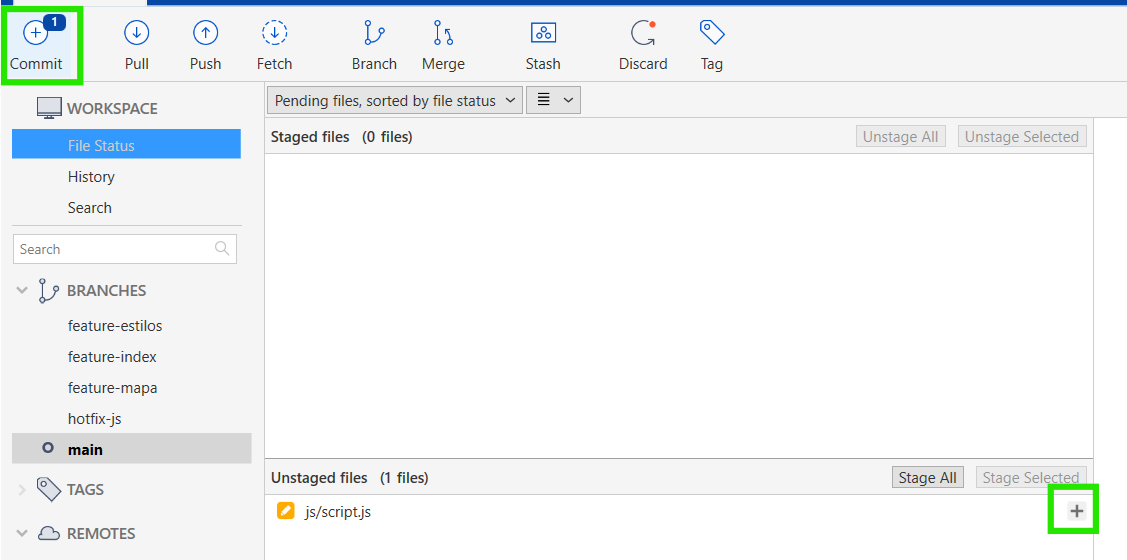 1
Commit
Pull
Push
Fetch
Branch
Merge
Stash
Discard
Tag
WORKSPACE
File Status
History
Search
Search
BRANCHES
feature-estilos
feature-index
feature-mapa
hotfix-js
main
TAGS
REMOTES
Pending files, sorted by file status
Staged files (0 files)
Unstage All
Unstage Selected
Unstaged files (1 files)
Stage All
Stage Selected
js/script.js